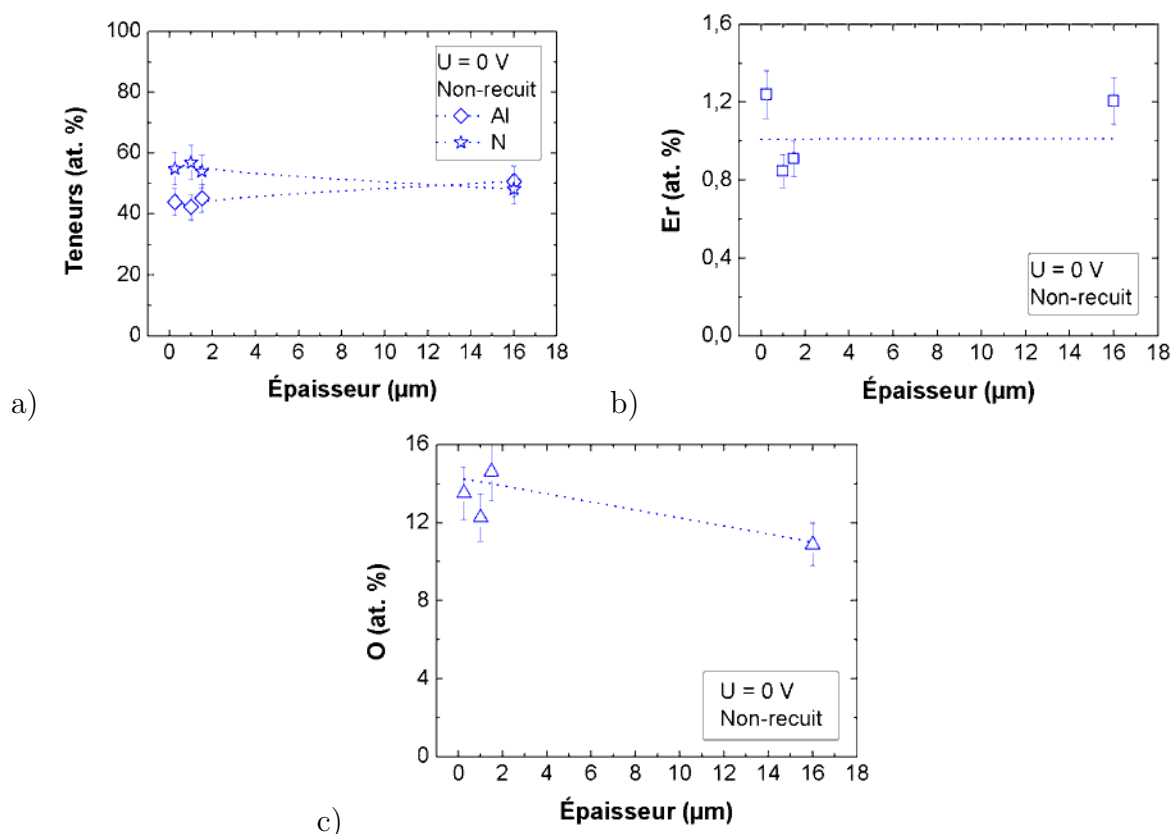 100
80
60
40
20
0
Teneurs (at. %)
U = 0 V
Non-recuit
Al
N
0 2 4 6 8 10 12 14 16 18
Épaisseur (µm)
a)
1,6
1,2
0,8
0,4
0,0
Er (at. %)
U = 0 V
Non-recuit
0 2 4 6 8 10 12 14 16 18
Épaisseur (µm)
b)
16
12
8
4
0
O (at. %)
U = 0 V
Non-recuit
0 2 4 6 8 10 12 14 16 18
Épaisseur (µm)
c)